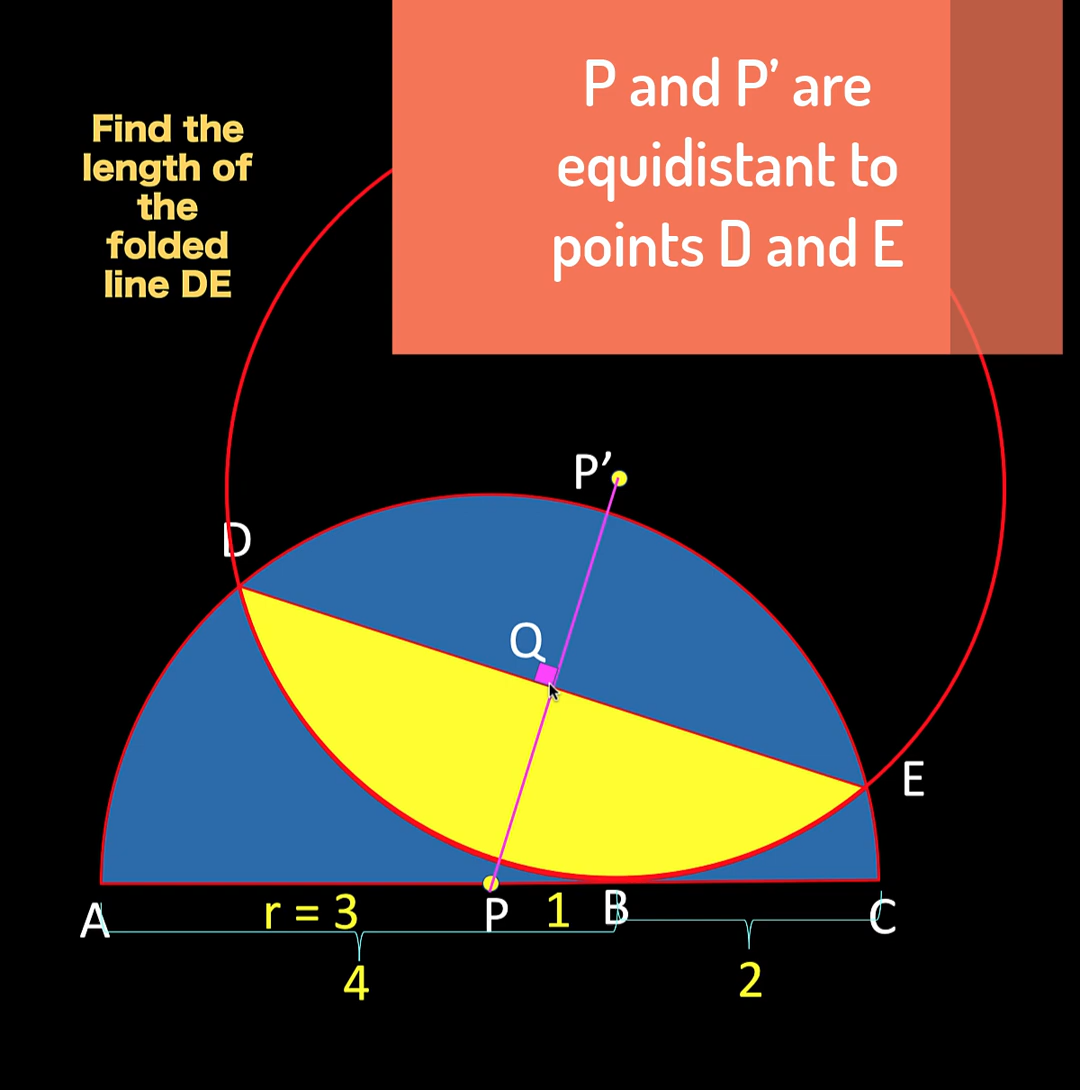 P and P’ are
equidistant to
points D and E
Find the
length of
the
folded
line DE
P’
D
Q
E
A
r = 3
P
1
B
C
4
2